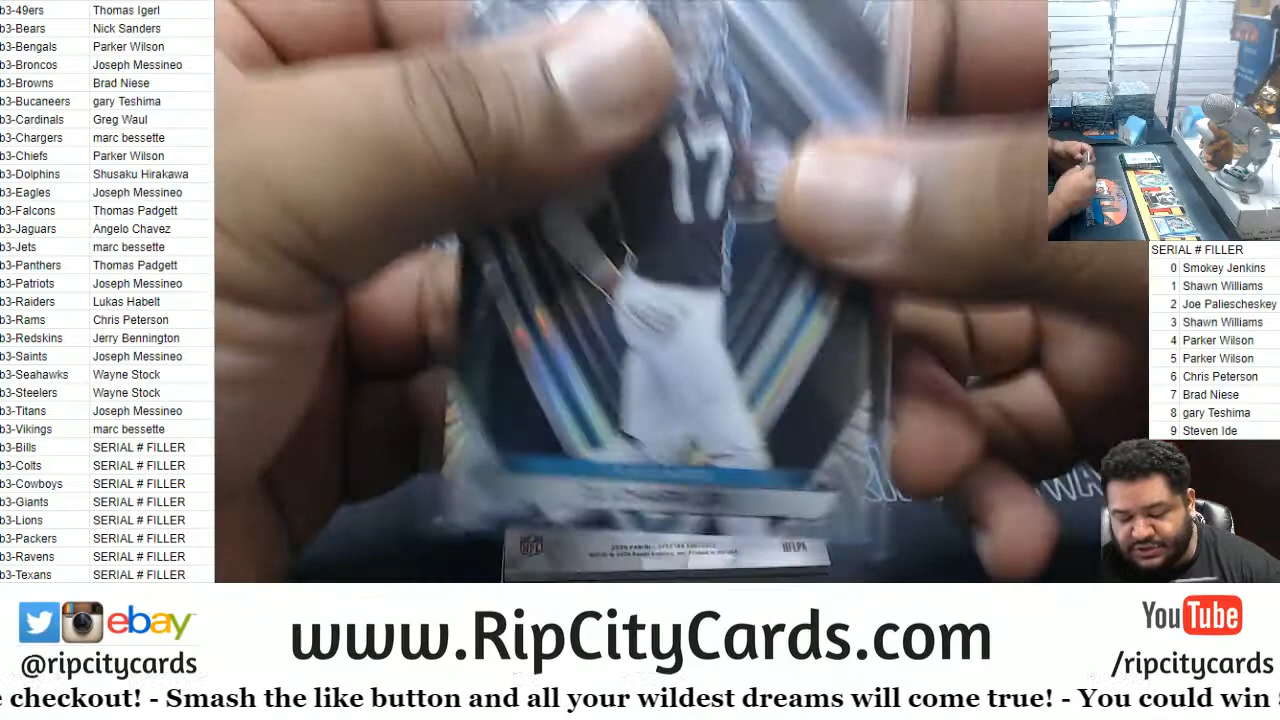 b3-49ers Thomas Igerl
b3-Bears Nick Sanders
b3-Bengals Parker Wilson
b3-Broncos Joseph Messineo
b3-Browns Brad Niese
b3-Bucaneers gary Teshima
b3-Cardinals Greg Waul
b3-Chargers marc bessette
b3-Chiefs Parker Wilson
b3-Dolphins Shusaku Hirakawa
b3-Eagles Joseph Messineo
b3-Falcons Thomas Padgett
b3-Jaguars Angelo Chavez
b3-Jets marc bessette
b3-Panthers Thomas Padgett
b3-Patriots Joseph Messineo
b3-Raiders Lukas Habelt
b3-Rams Chris Peterson
b3-Redskins Jerry Bennington
b3-Saints Joseph Messineo
b3-Seahawks Wayne Stock
b3-Steelers Wayne Stock
b3-Titans Joseph Messineo
b3-Vikings marc bessette
b3-Bills SERIAL # FILLER
b3-Colts SERIAL # FILLER
b3-Cowboys SERIAL # FILLER
b3-Giants SERIAL # FILLER
b3-Lions SERIAL # FILLER
b3-Packers SERIAL # FILLER
b3-Ravens SERIAL # FILLER
b3-Texans SERIAL # FILLER
17
NFLPA
SERIAL # FILLER
0 Smokey Jenkins
1 Shawn Williams
2 Joe Paliescheskey
3 Shawn Williams
4 Parker Wilson
5 Parker Wilson
6 Chris Peterson
7 Brad Niese
8 gary Teshima
9 Steven Ide
ebay
@ripcitycards
www.RipCityCards.com
YouTube
/ripcitycards
e checkout! - Smash the like button and all your wildest dreams will come true! - You could win